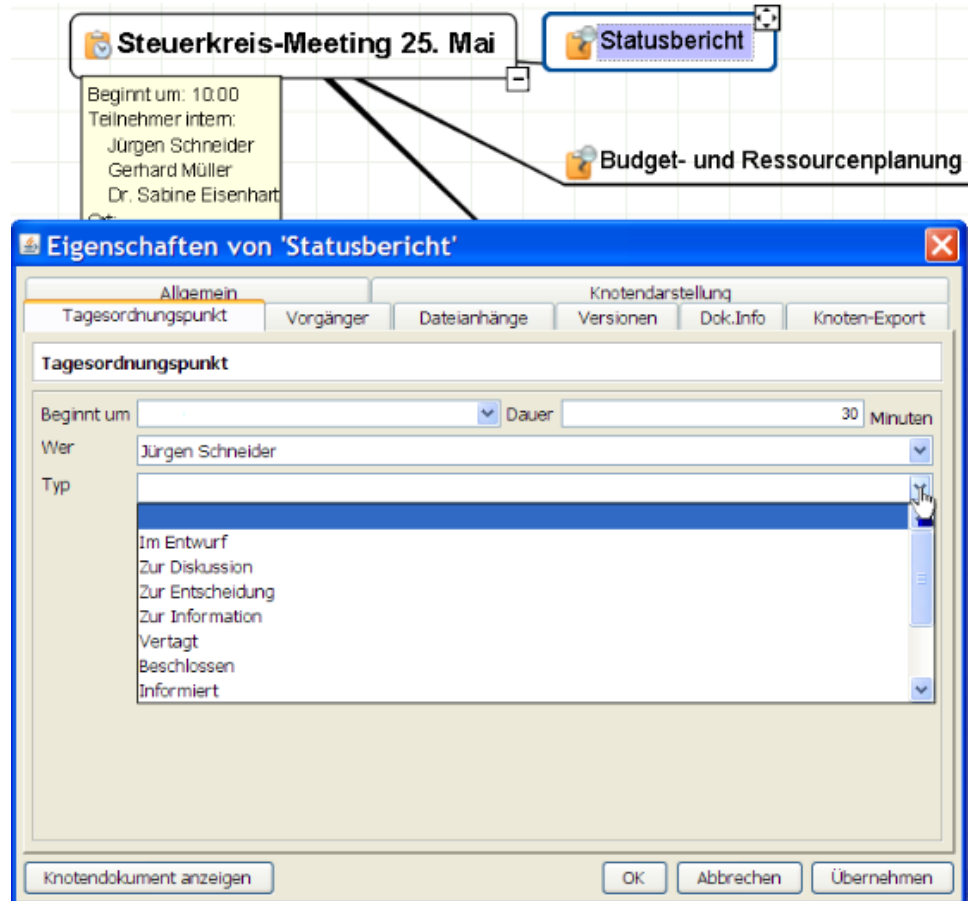 Steuerkreis-Meeting 25. Mai
Statusbericht
Beginnt um: 10:00
Teilnehmer intern:
Jürgen Schneider
Gerhard Müller
Dr. Sabine Eisenhart
Budget- und Ressourcenplanung
Eigenschaften von 'Statusbericht'
Allgemein Knotendarstellung
Tagesordnungspunkt Vorgänger Dateianhänge Versionen Dok.Info Knoten-Export
Tagesordnungspunkt
Beginnt um Dauer 30 Minuten
Wer Jürgen Schneider
Typ
Im Entwurf
Zur Diskussion
Zur Entscheidung
Zur Information
Vertagt
Beschlossen
Informiert
Knotendokument anzeigen OK Abbrechen Übernehmen